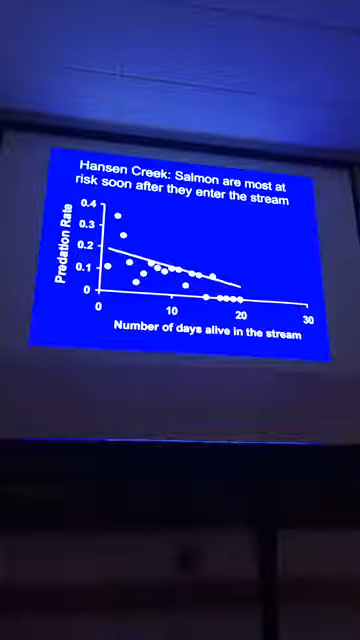 Hansen Creek: Salmon are most at
risk soon after they enter the stream
Predation Rate
0.4
0.3
0.2
0.1
0
0
10
20
30
Number of days alive in the stream